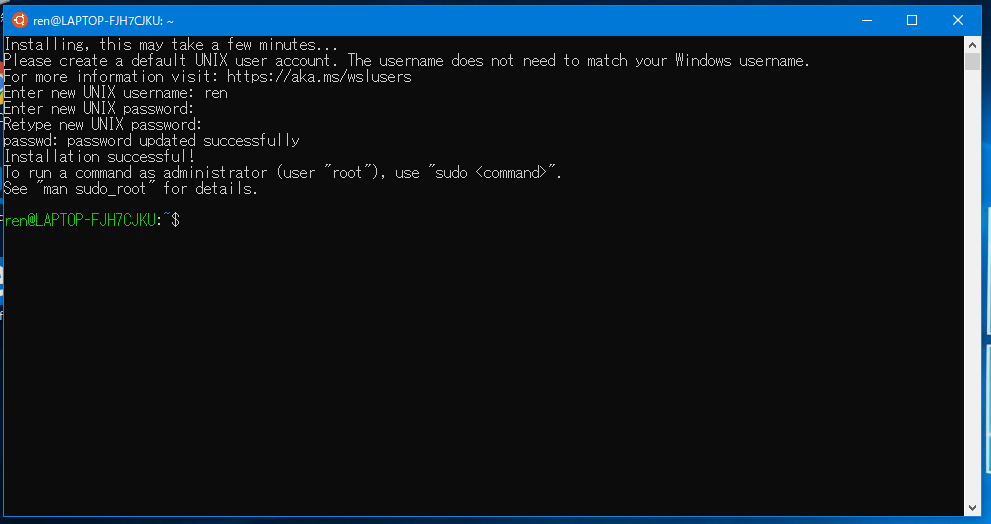 ren@LAPTOP-FJH7CJKU: ~
Installing, this may take a few minutes...
Please create a default UNIX user account. The username does not need to match your Windows username.
For more information visit: https://aka.ms/wslusers
Enter new UNIX username: ren
Enter new UNIX password:
Retype new UNIX password:
passwd: password updated successfully
Installation successful!
To run a command as administrator (user "root"), use "sudo <command>".
See "man sudo_root" for details.
ren@LAPTOP-FJH7CJKU:~$